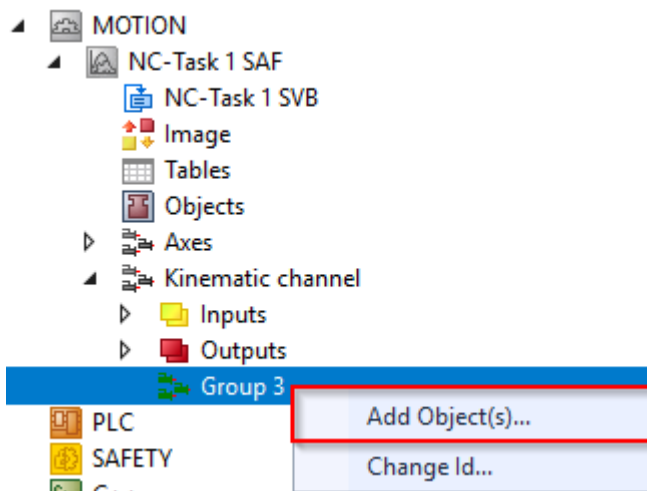 MOTION
NC-Task 1 SAF
NC-Task 1 SVB
Image
Tables
Objects
Axes
Kinematic channel
Inputs
Outputs
Group 3
Add Object(s)...
PLC
SAFETY
Change Id...